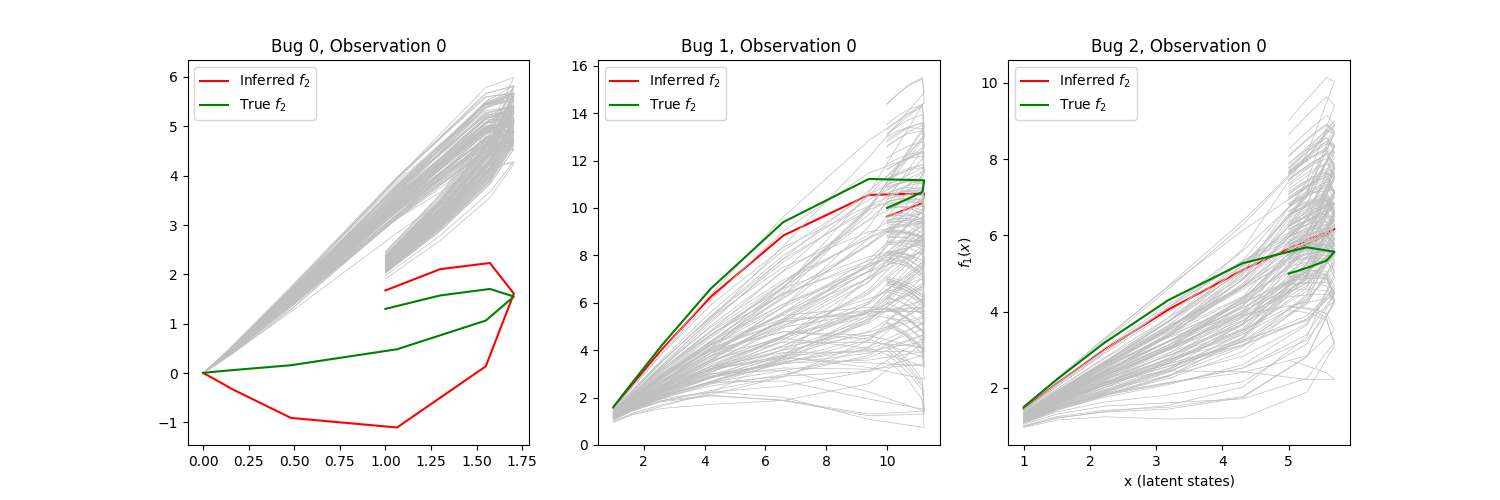 Bug 0, Observation 0
Inferred f₂
True f₂
6
5
4
3
2
1
0
−1
0.00 0.25 0.50 0.75 1.00 1.25 1.50 1.75
Bug 1, Observation 0
Inferred f₂
True f₂
16
14
12
10
8
6
4
2
0
2 4 6 8 10
Bug 2, Observation 0
Inferred f₂
True f₂
f₁(x)
10
8
6
4
2
1 2 3 4 5
x (latent states)